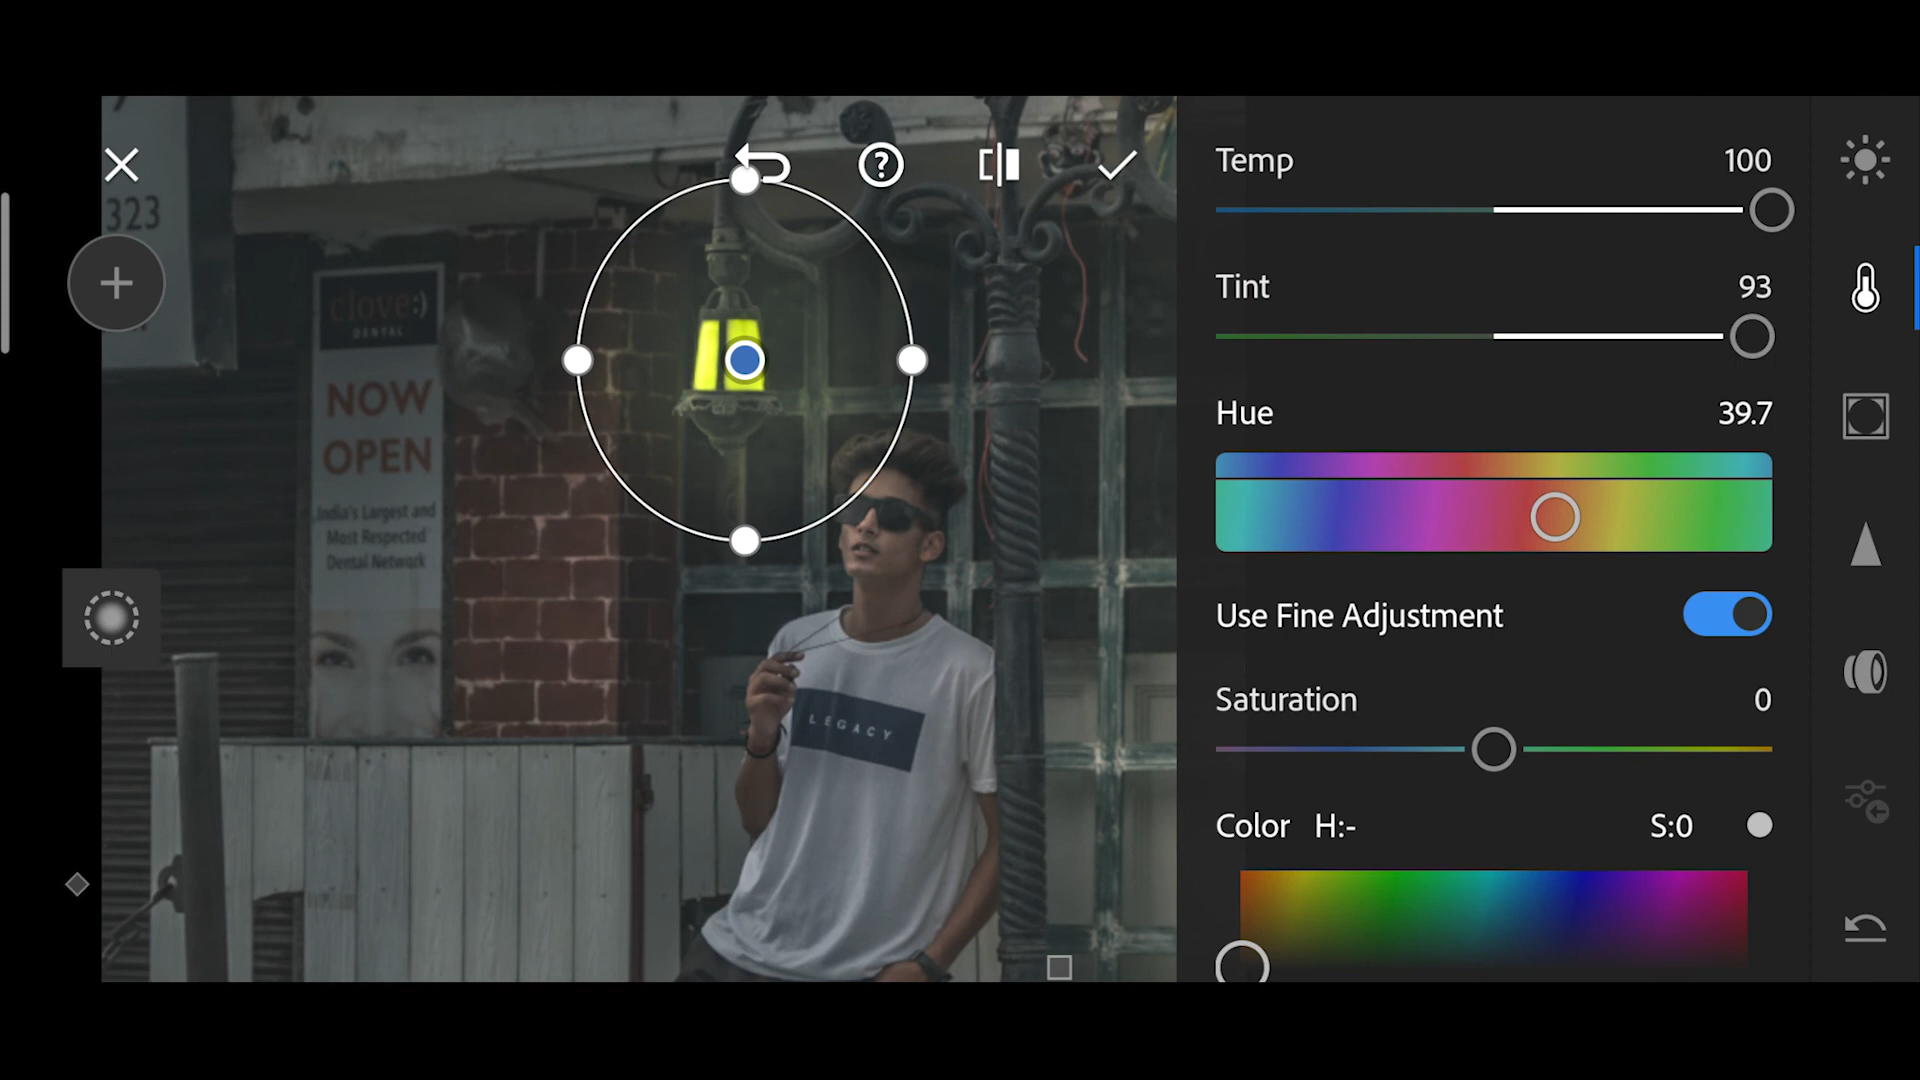 323
clove:)
DENTAL
NOW
OPEN
India's Largest and
Most Respected
Dental Network
LEGACY
Temp 100
Tint 93
Hue 39.7
Use Fine Adjustment
Saturation 0
Color H:- S:0